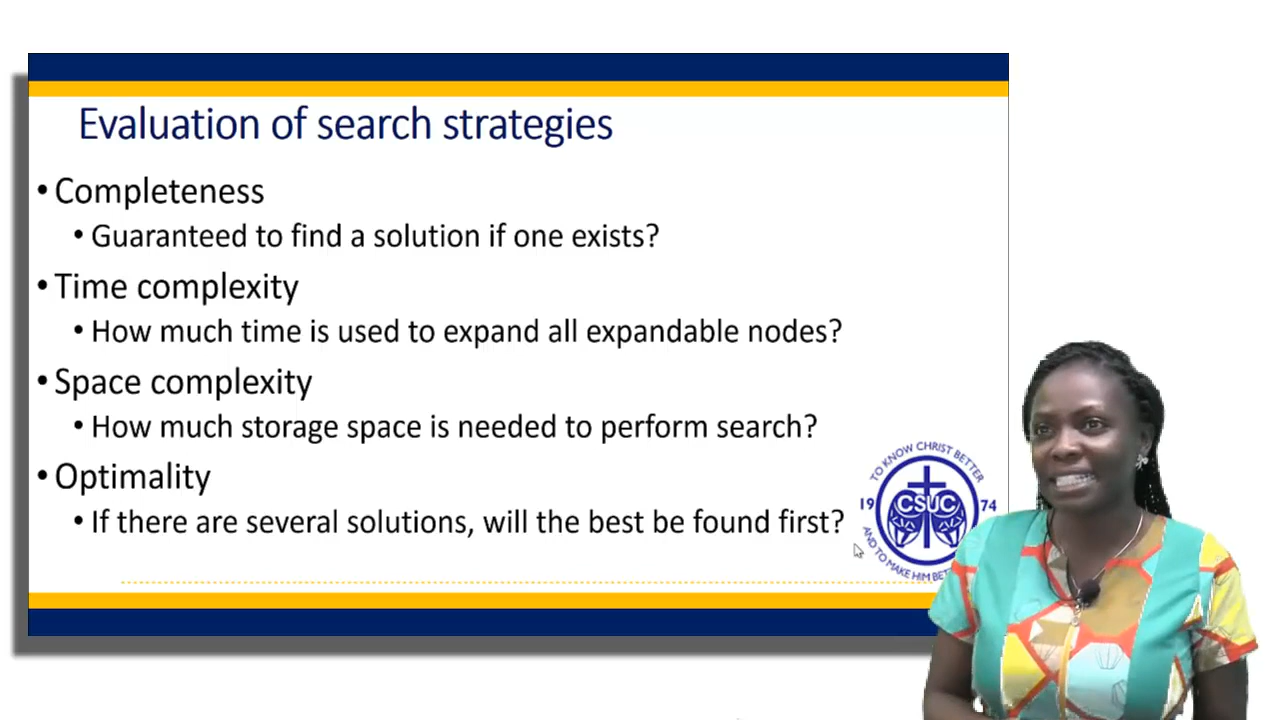 Evaluation of search strategies
• Completeness
• Guaranteed to find a solution if one exists?
• Time complexity
• How much time is used to expand all expandable nodes?
• Space complexity
• How much storage space is needed to perform search?
• Optimality
• If there are several solutions, will the best be found first?
TO KNOW CHRIST BETTER
19 CSUC 74
AND TO MAKE HIM